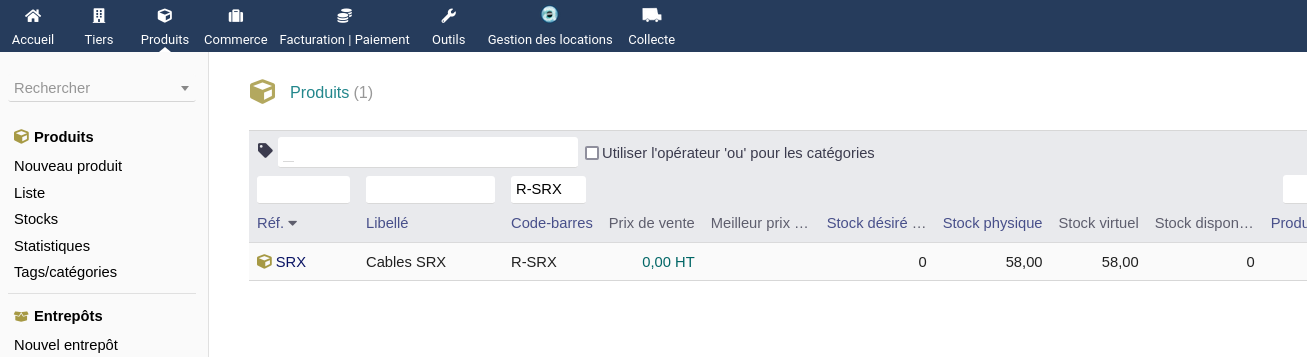 Accueil Tiers Produits Commerce Facturation | Paiement Outils Gestion des locations Collecte
Rechercher
Produits (1)
Produits
Utiliser l'opérateur 'ou' pour les catégories
Nouveau produit
R-SRX
Liste
Stocks
Réf. Libellé Code-barres Prix de vente Meilleur prix … Stock désiré … Stock physique Stock virtuel Stock dispon… Produ
Statistiques
SRX Cables SRX R-SRX 0,00 HT 0 58,00 58,00 0
Tags/catégories
Entrepôts
Nouvel entrepôt